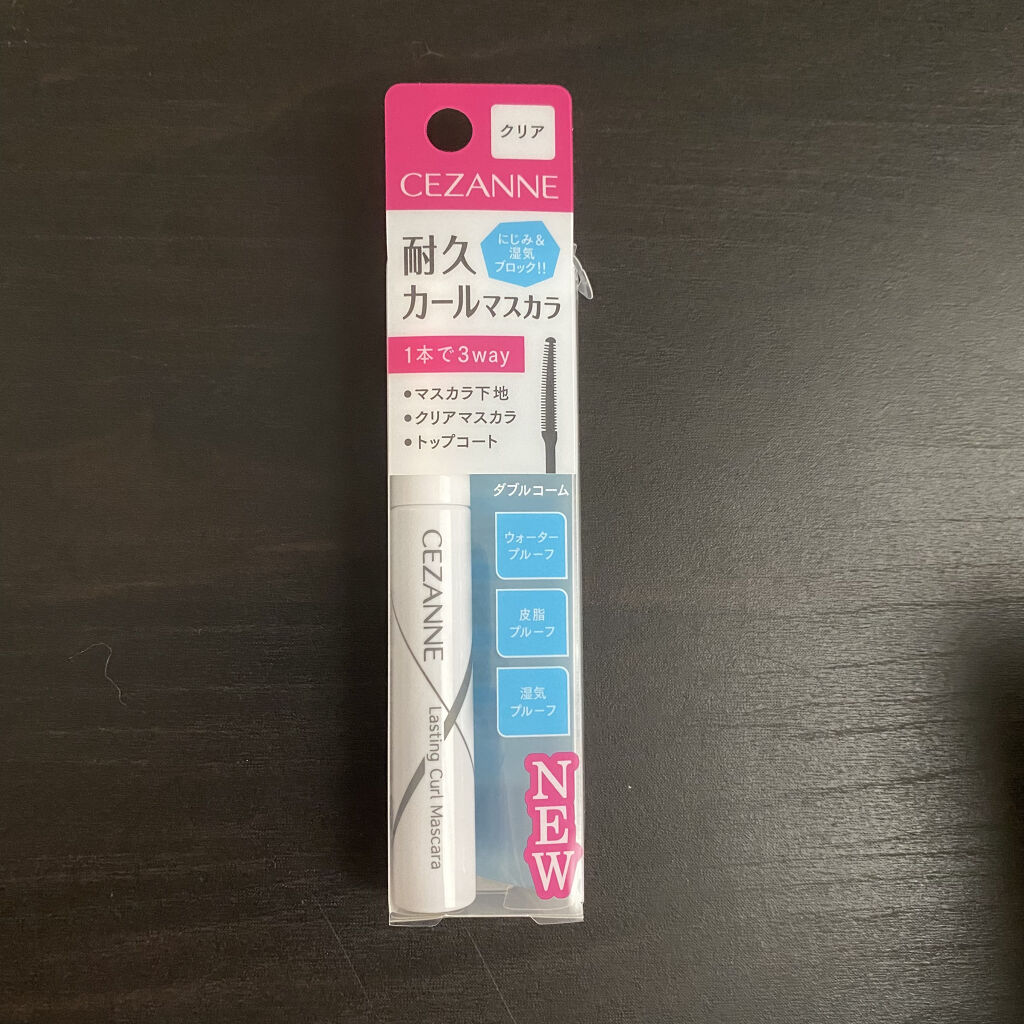 クリア
CEZANNE
耐久
カールマスカラ
にじみ&
湿気
ブロック!!
1本で3way
●マスカラ下地
●クリアマスカラ
●トップコート
ダブルコーム
ウォーター
プルーフ
皮脂
プルーフ
湿気
プルーフ
CEZANNE
Lasting Curl Mascara
NEW